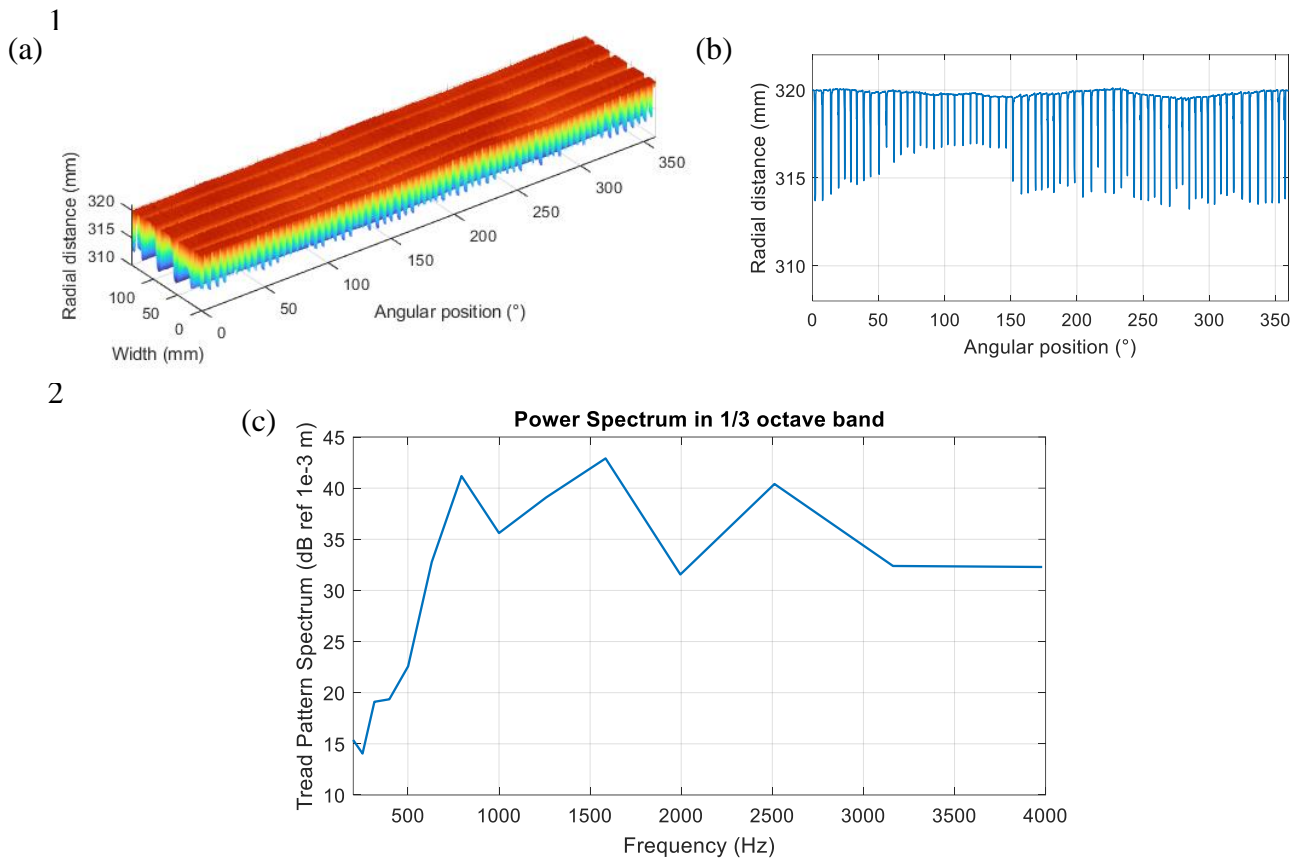 1
(a)
Radial distance (mm)
320
315
310
100
50
0
Width (mm)
0
50
100
150
200
250
300
350
Angular position (°)
(b)
Radial distance (mm)
320
315
310
0 50 100 150 200 250 300 350
Angular position (°)
2
(c)
Power Spectrum in 1/3 octave band
Tread Pattern Spectrum (dB ref 1e-3 m)
45
40
35
30
25
20
15
10
500 1000 1500 2000 2500 3000 3500 4000
Frequency (Hz)